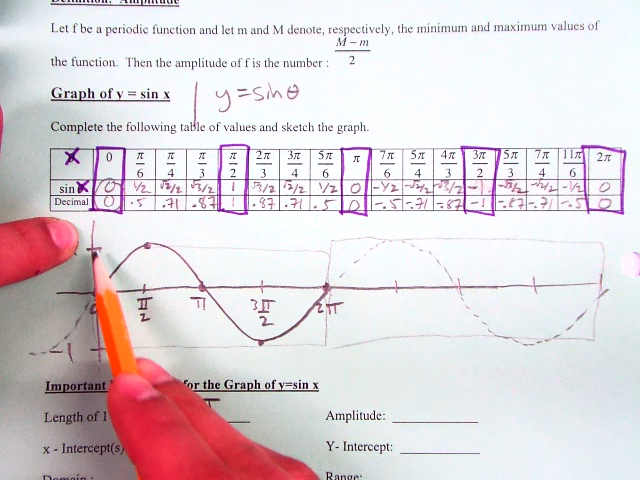 Definition: Amplitude
Let f be a periodic function and let m and M denote, respectively, the minimum and maximum values of
the function. Then the amplitude of f is the number : M – m / 2
Graph of y = sin x | y = sin θ
Complete the following table of values and sketch the graph.
x 0 π/6 π/4 π/3 π/2 2π/3 3π/4 5π/6 π 7π/6 5π/4 4π/3 3π/2 5π/3 7π/4 11π/6 2π
sin x 0 1/2 √2/2 √3/2 1 √3/2 √2/2 1/2 0 -1/2 -√2/2 -√3/2 -1 -√3/2 -√2/2 -1/2 0
Decimal 0 .5 .71 .87 1 .87 .71 .5 0 -.5 -.71 -.87 -1 -.87 -.71 -.5 0
π/2 π 3π/2 2π
-1
Important for the Graph of y=sin x
Length of 1 Amplitude:
x - Intercept(s) Y- Intercept:
Domain Range: